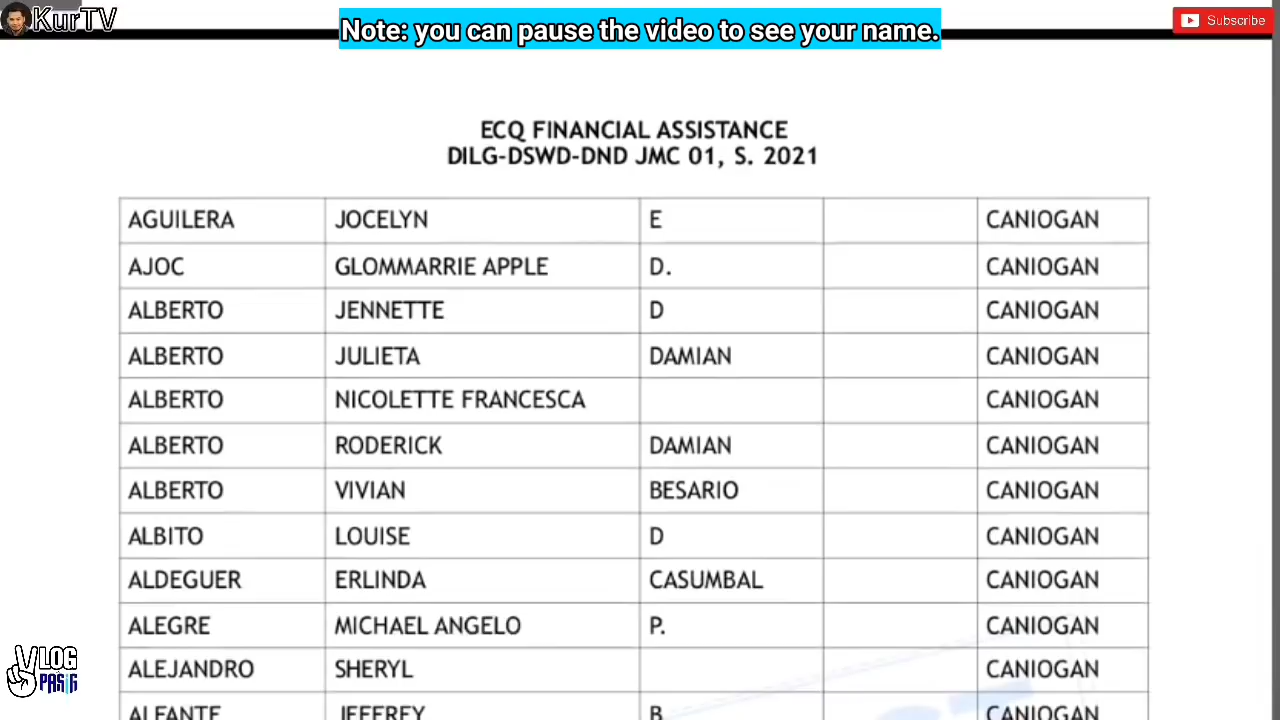 KurTV
Note: you can pause the video to see your name.
Subscribe
ECQ FINANCIAL ASSISTANCE
DILG-DSWD-DND JMC 01, S. 2021
AGUILERA JOCELYN E CANIOGAN
AJOC GLOMMARRIE APPLE D. CANIOGAN
ALBERTO JENNETTE D CANIOGAN
ALBERTO JULIETA DAMIAN CANIOGAN
ALBERTO NICOLETTE FRANCESCA CANIOGAN
ALBERTO RODERICK DAMIAN CANIOGAN
ALBERTO VIVIAN BESARIO CANIOGAN
ALBITO LOUISE D CANIOGAN
ALDEGUER ERLINDA CASUMBAL CANIOGAN
ALEGRE MICHAEL ANGELO P. CANIOGAN
ALEJANDRO SHERYL CANIOGAN
ALFANTE JEFFREY B CANIOGAN
VLOG
PASIG